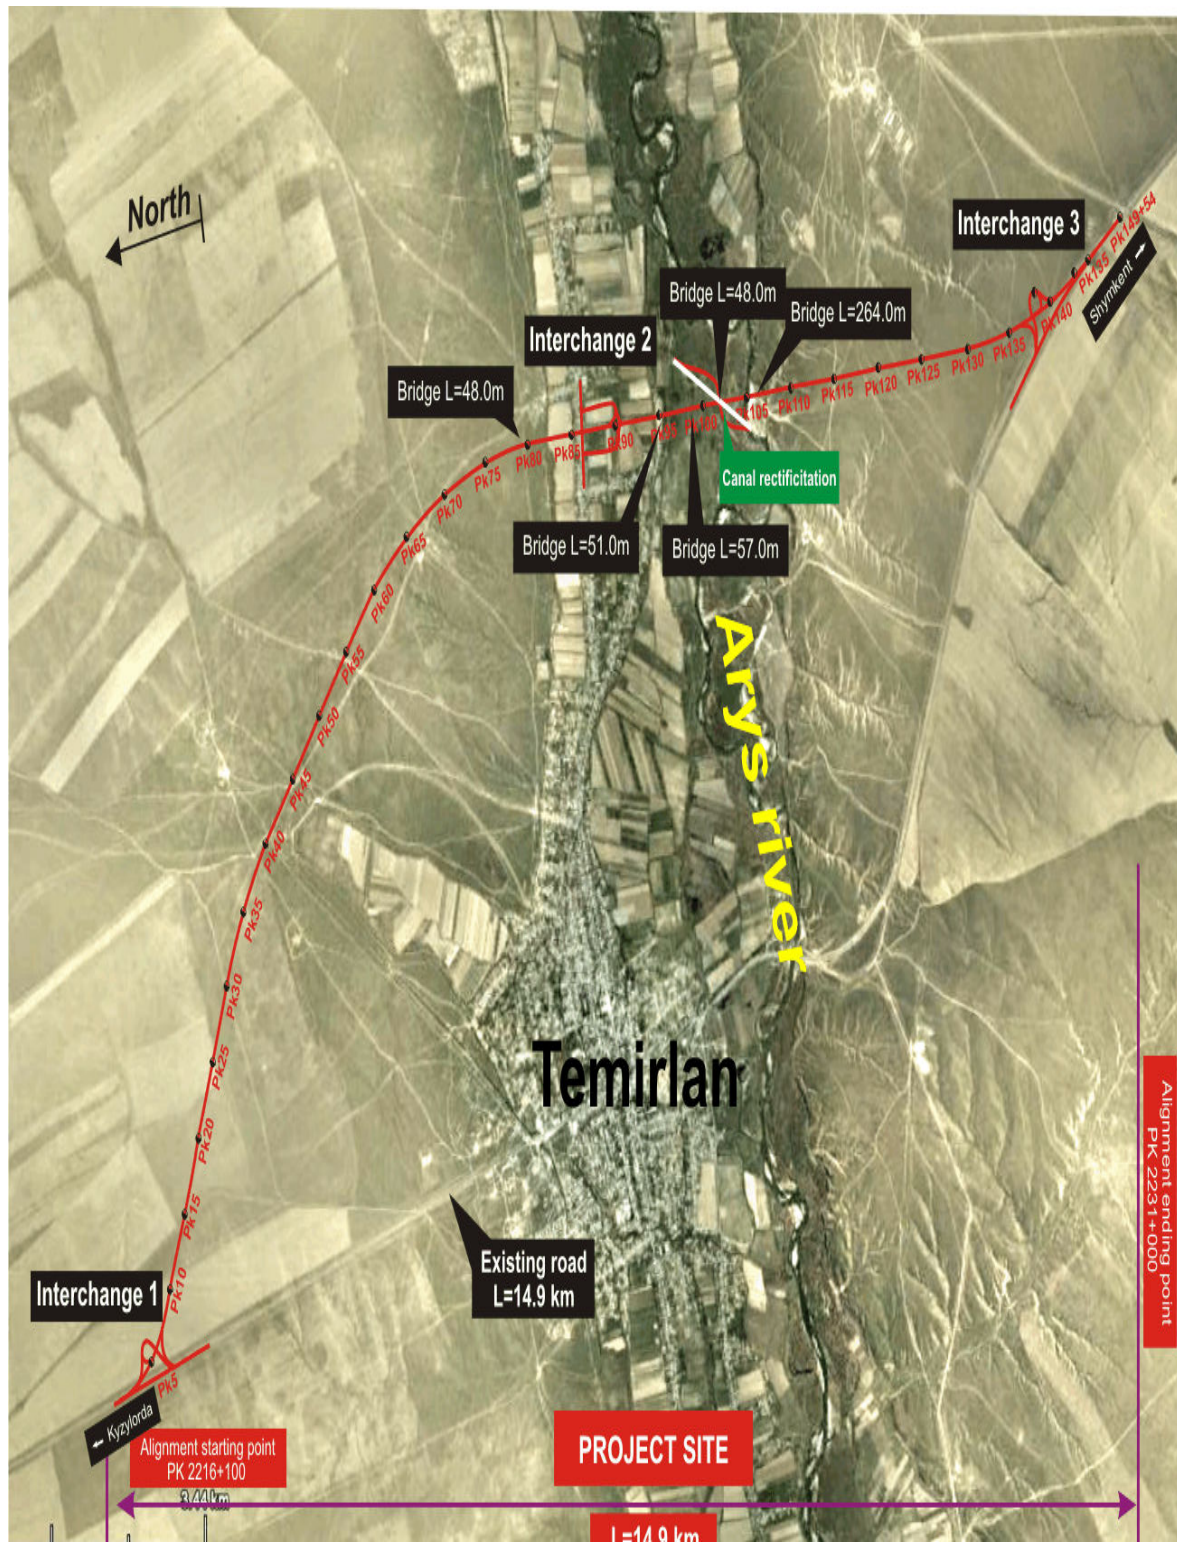 North
Interchange 3
Pk149+54
Pk135
Shymkent
Pk140
Pk135
Pk130
Pk125
Pk120
Pk115
Pk110
Pk105
Bridge L=48.0m
Bridge L=264.0m
Interchange 2
Bridge L=48.0m
Pk100
Pk95
Pk90
Pk85
Pk80
Pk75
Pk70
Pk65
Pk60
Pk55
Pk50
Pk45
Pk40
Pk35
Pk30
Pk25
Pk20
Pk15
Pk10
Pk5
Canal rectificitation
Bridge L=51.0m
Bridge L=57.0m
Arys river
Temirlan
Existing road
L=14.9 km
Interchange 1
Kyzylorda
Alignment starting point
PK 2216+100
3.44 km
Alignment ending point
PK 2231+000
PROJECT SITE
L=14.9 km